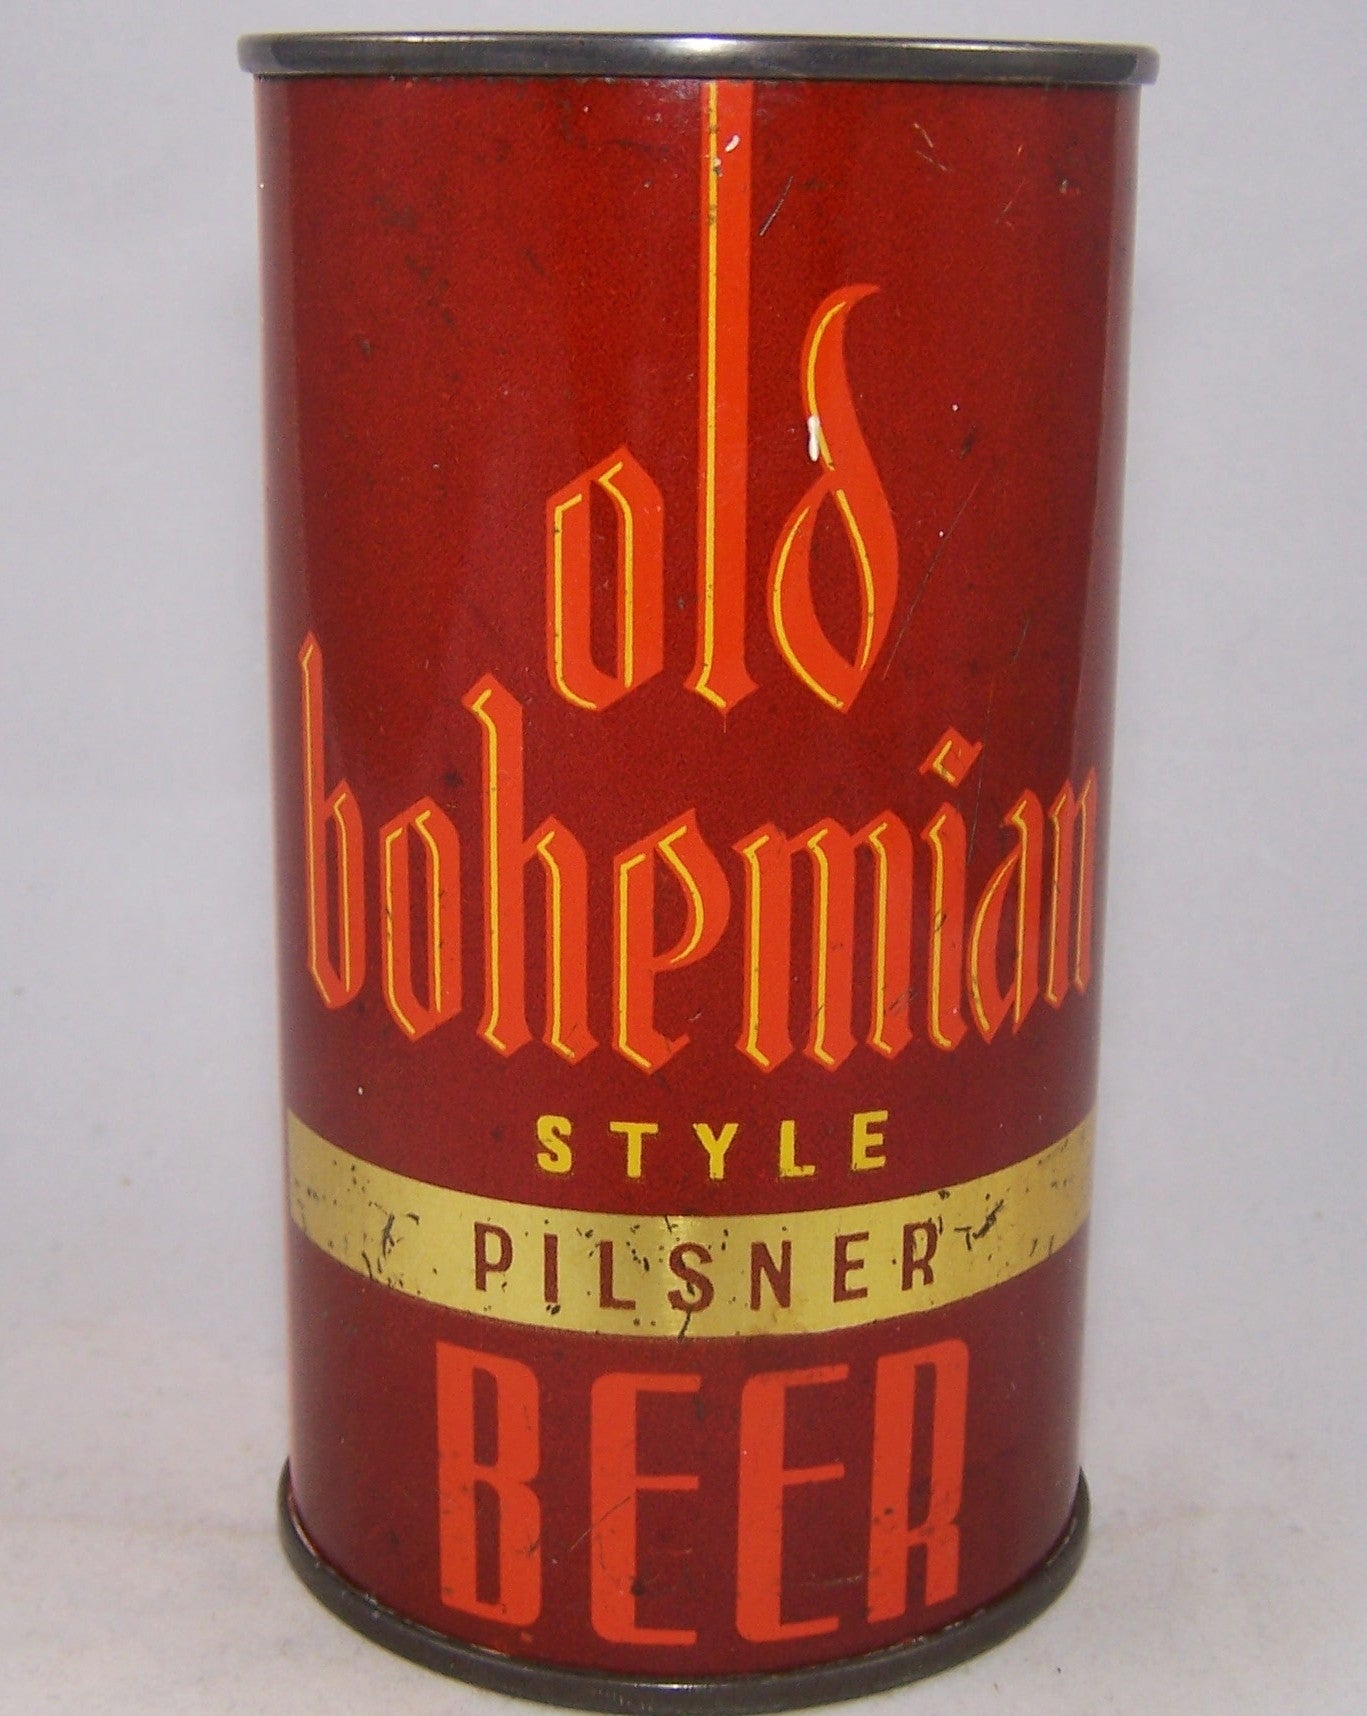 old
bohemian
STYLE
PILSNER
BEER